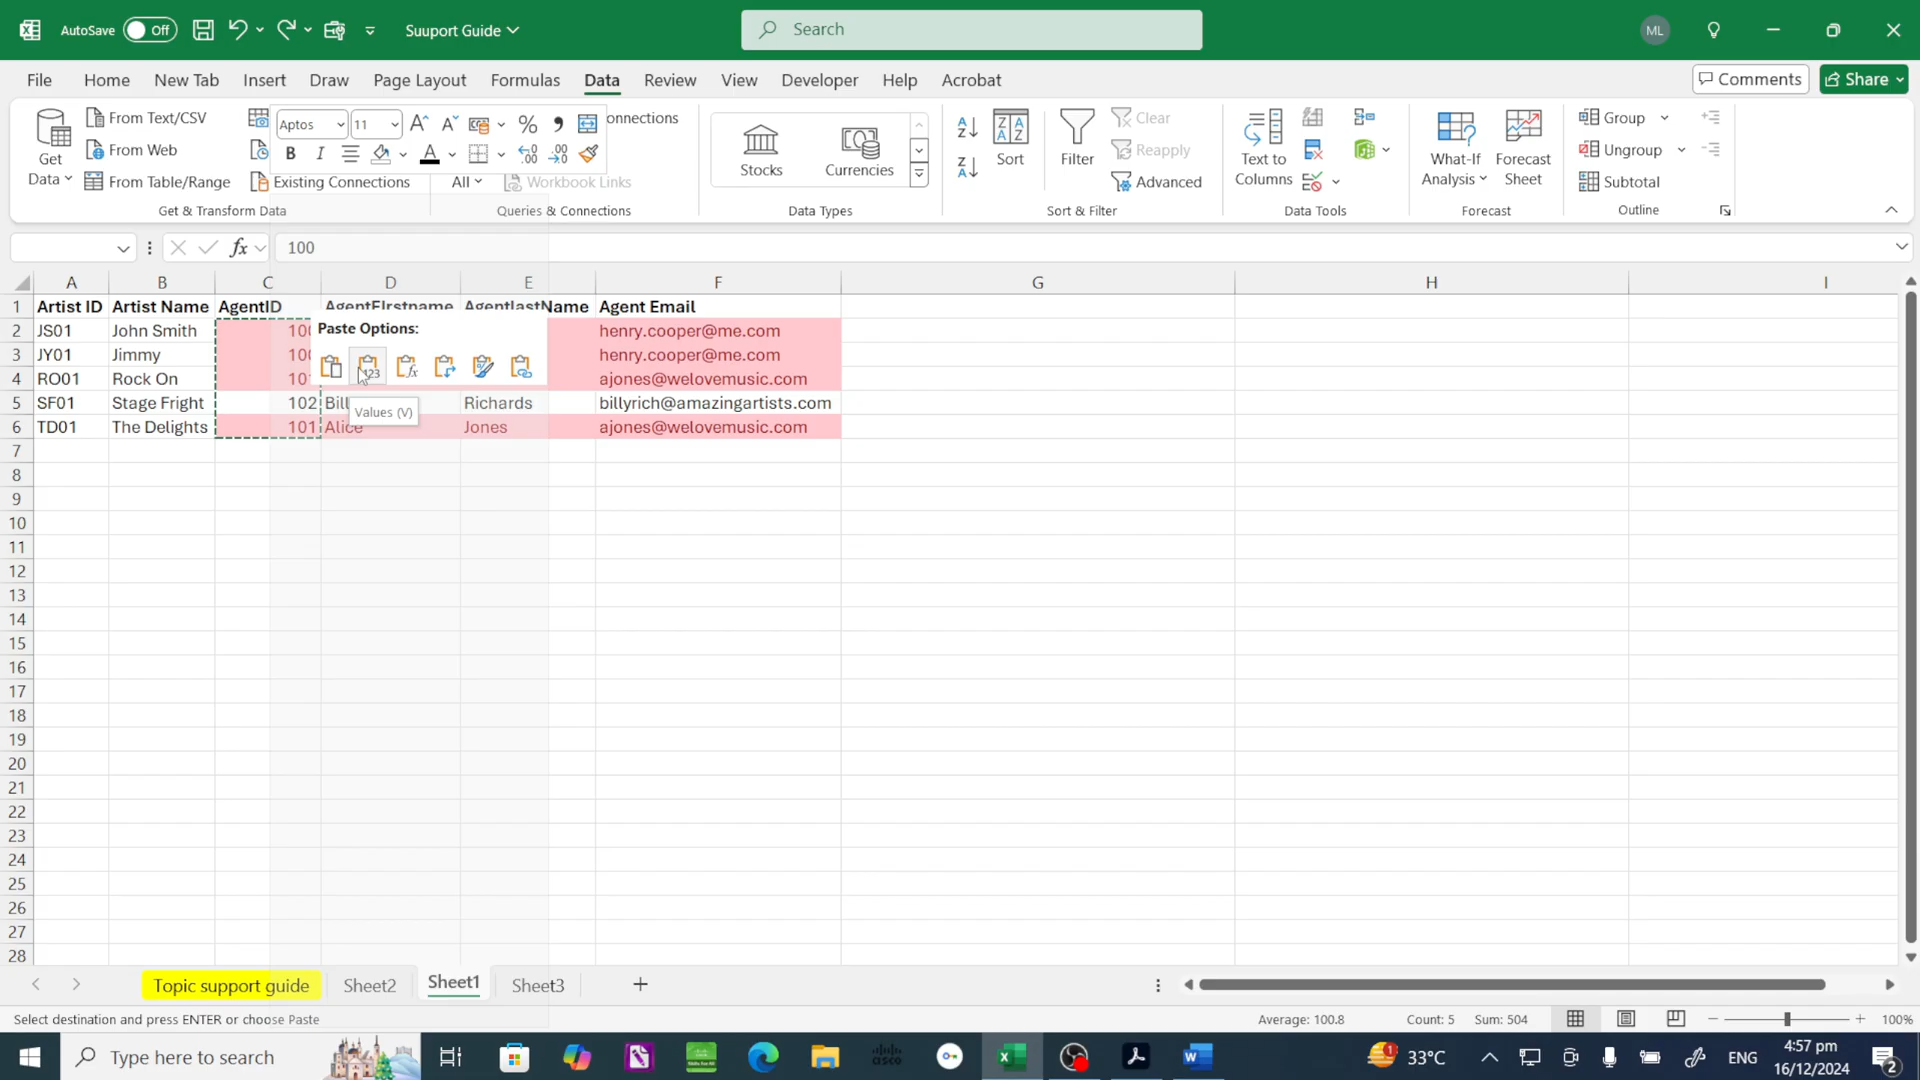 AutoSave Off Suuport Guide Search ML
File Home New Tab Insert Draw Page Layout Formulas Data Review View Developer Help Acrobat Comments Share
Get Data
From Text/CSV
From Web
From Table/Range
Existing Connections
Aptos 11
onnections
All
Workbook Links
Stocks Currencies
Sort
Filter
Clear
Reapply
Advanced
Text to Columns
What-If Analysis
Forecast Sheet
Group
Ungroup
Subtotal
Get & Transform Data Queries & Connections Data Types Sort & Filter Data Tools Forecast Outline
fx 100
A B C D E F G H I
1 Artist ID Artist Name AgentID AgentFIrstname AgentlastName Agent Email
2 JS01 John Smith henry.cooper@me.com
3 JY01 Jimmy henry.cooper@me.com
4 RO01 Rock On ajones@welovemusic.com
5 SF01 Stage Fright 102 Richards billyrich@amazingartists.com
6 TD01 The Delights 101 Alice Jones ajones@welovemusic.com
Paste Options:
Values (V)
7
8
9
10
11
12
13
14
15
16
17
18
19
20
21
22
23
24
25
26
27
28
Topic support guide Sheet2 Sheet1 Sheet3
Select destination and press ENTER or choose Paste Average: 100.8 Count: 5 Sum: 504 100%
Type here to search 33°C ENG 4:57 pm
16/12/2024 2